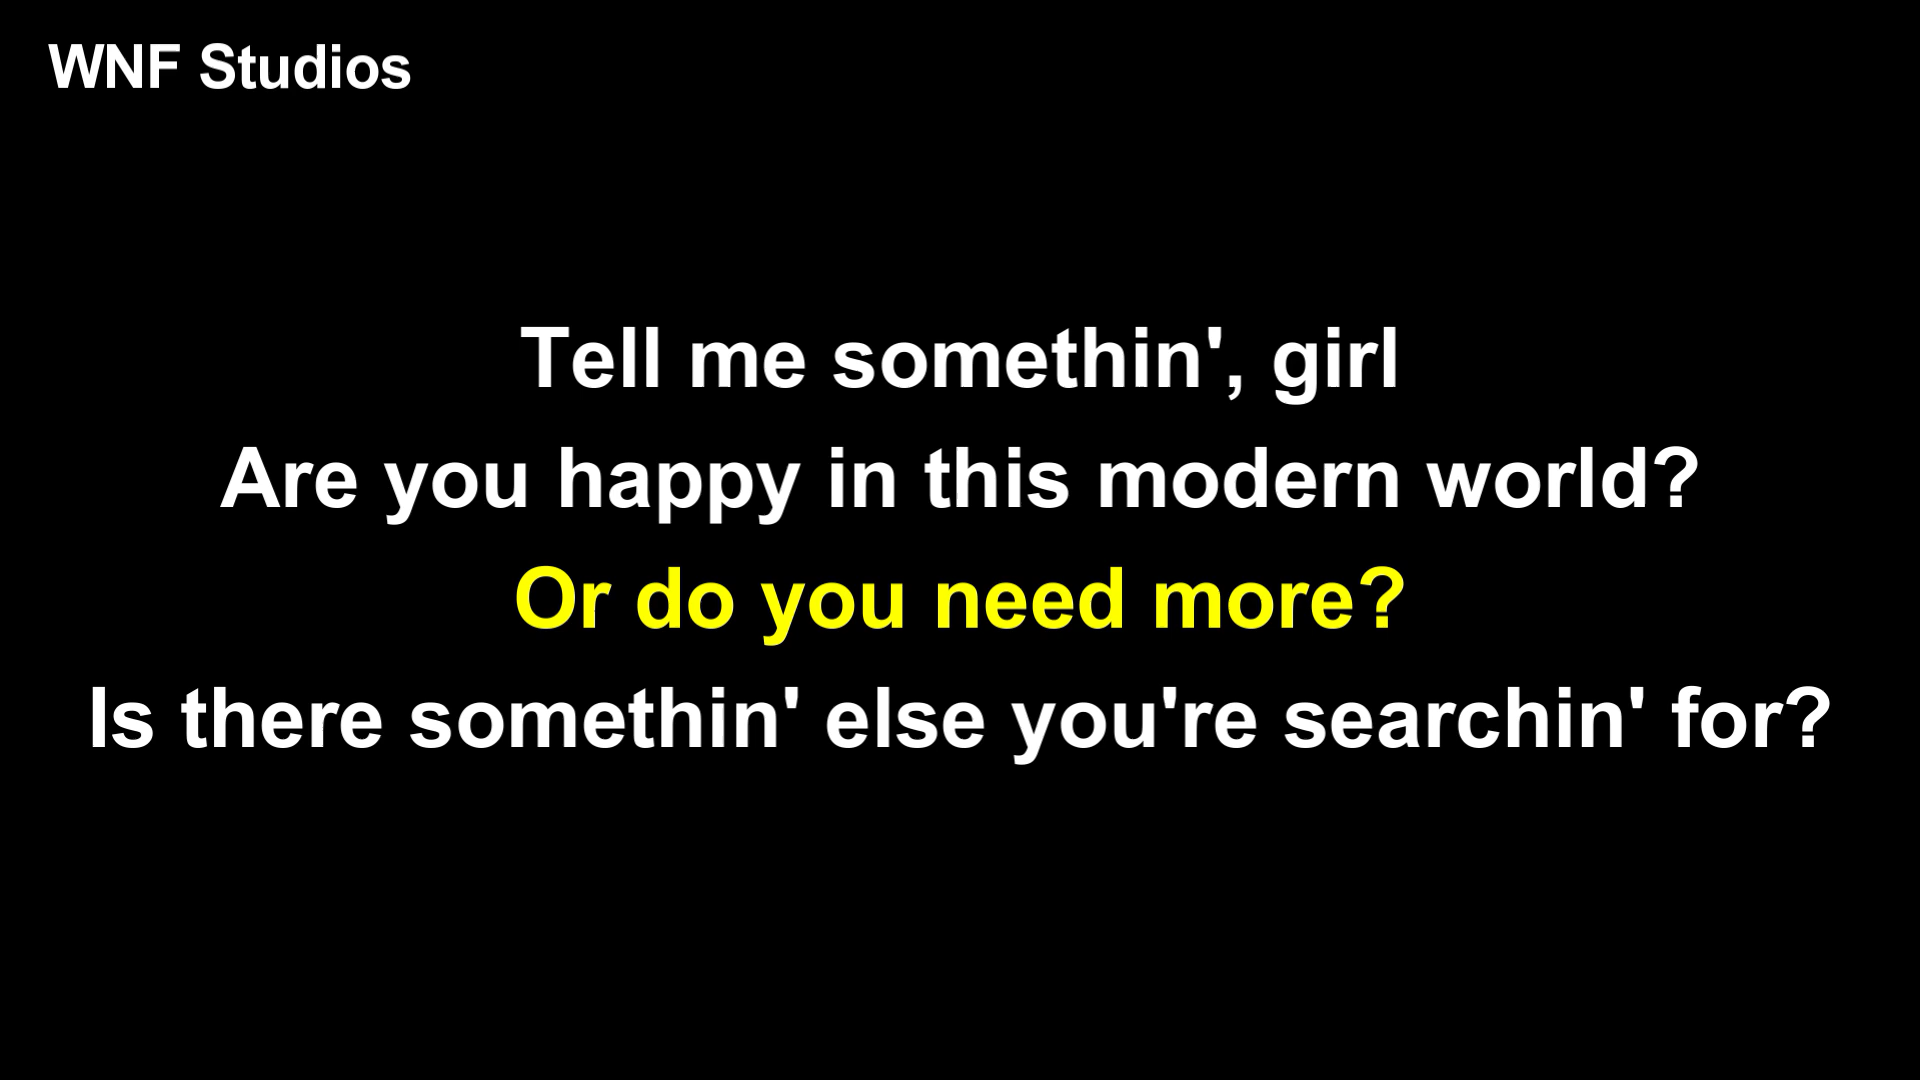 WNF Studios
Tell me somethin', girl
Are you happy in this modern world?
Or do you need more?
Is there somethin' else you're searchin' for?